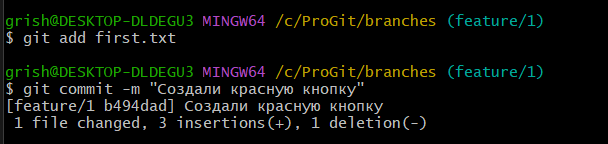 grish@DESKTOP-DLDEGU3 MINGW64 /c/ProGit/branches (feature/1)
$ git add first.txt
grish@DESKTOP-DLDEGU3 MINGW64 /c/ProGit/branches (feature/1)
$ git commit -m "Создали красную кнопку"
[feature/1 b494dad] Создали красную кнопку
 1 file changed, 3 insertions(+), 1 deletion(-)